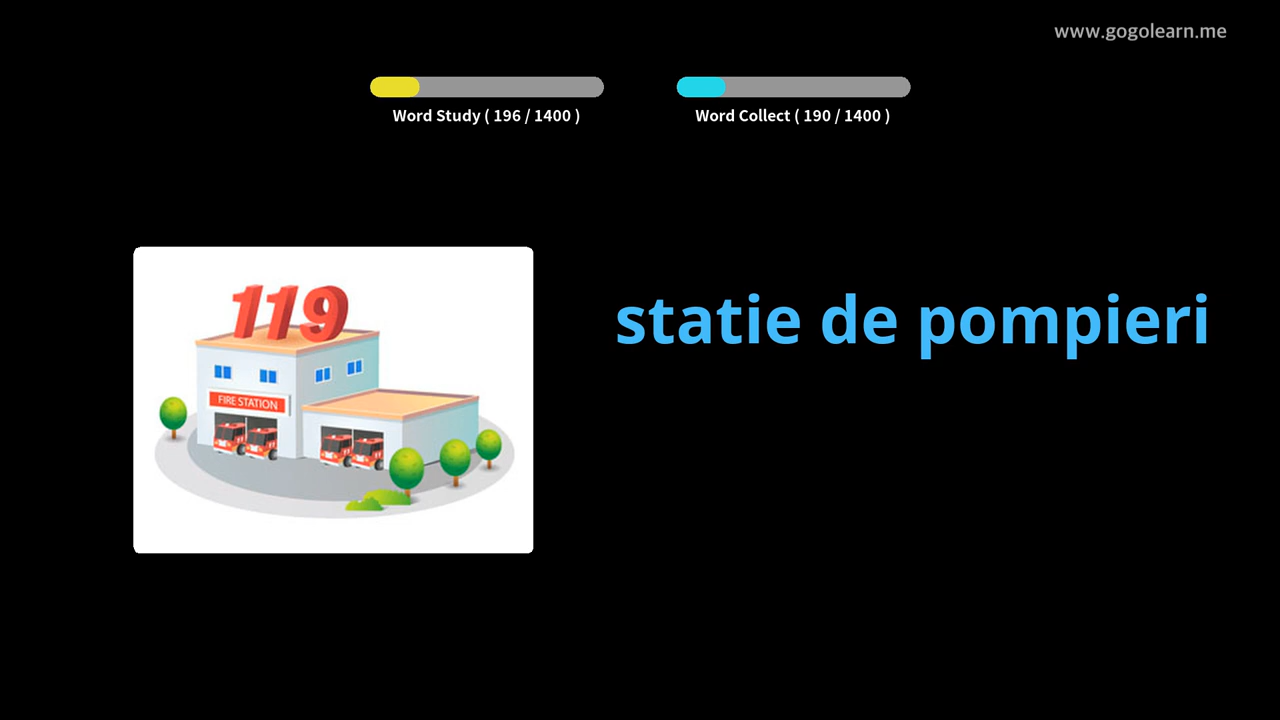 www.gogolearn.me
Word Study ( 196 / 1400 )
Word Collect ( 190 / 1400 )
119
FIRE STATION
statie de pompieri